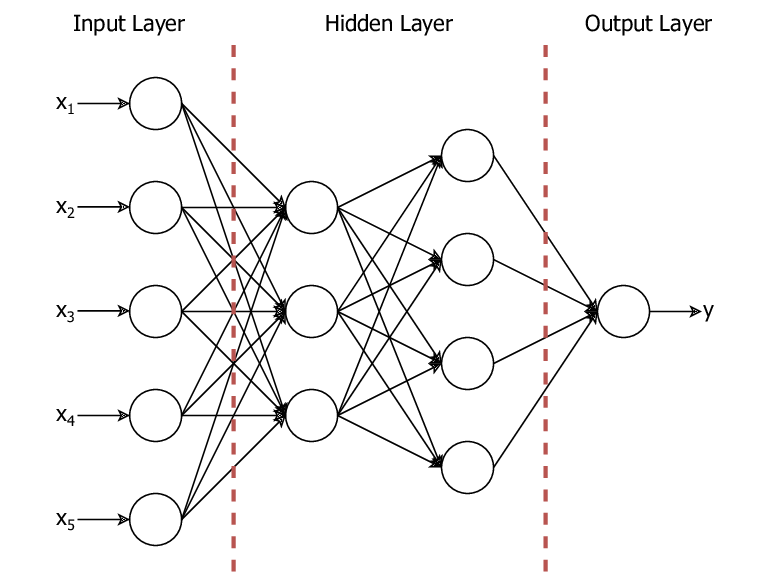 Input Layer
Hidden Layer
Output Layer
x₁
x₂
x₃
x₄
x₅
y